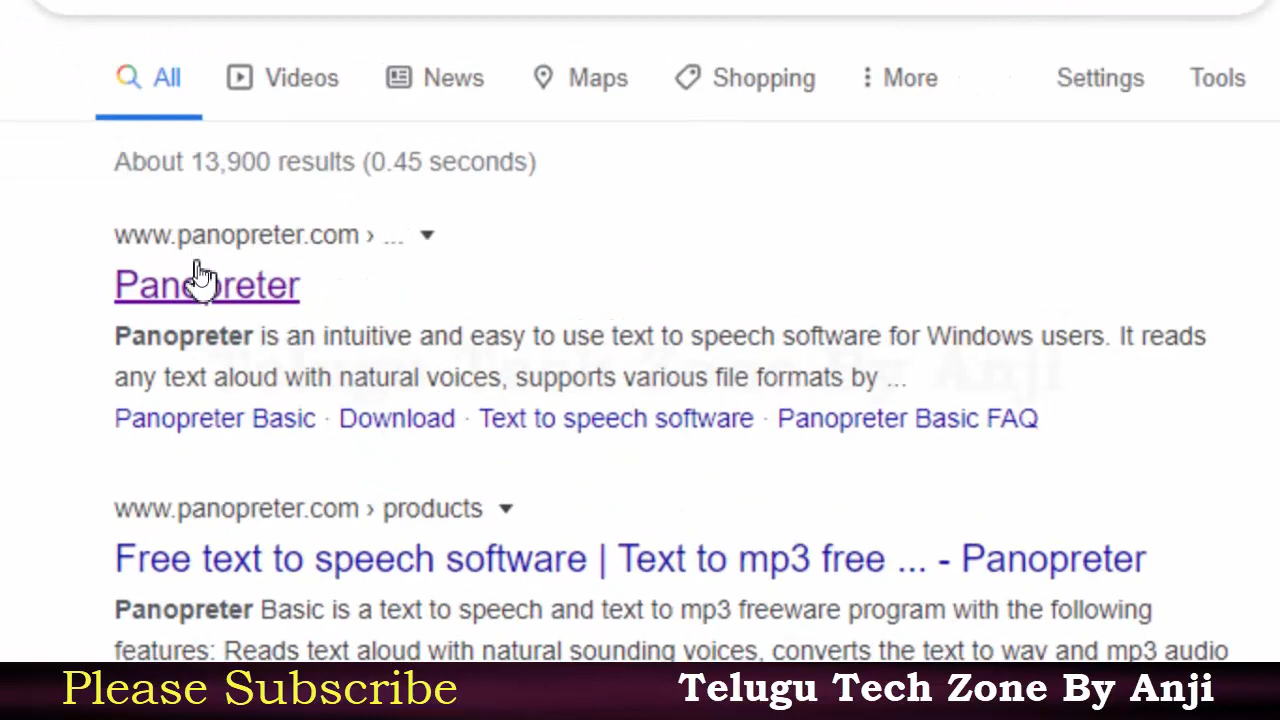 All Videos News Maps Shopping More Settings Tools
About 13,900 results (0.45 seconds)
www.panopreter.com › ...
Panopreter
Panopreter is an intuitive and easy to use text to speech software for Windows users. It reads
any text aloud with natural voices, supports various file formats by ...
Panopreter Basic · Download · Text to speech software · Panopreter Basic FAQ
Telugu Tech Zone By Anji
www.panopreter.com › products
Free text to speech software | Text to mp3 free ... - Panopreter
Panopreter Basic is a text to speech and text to mp3 freeware program with the following
features: Reads text aloud with natural sounding voices, converts the text to wav and mp3 audio
Please Subscribe
Telugu Tech Zone By Anji